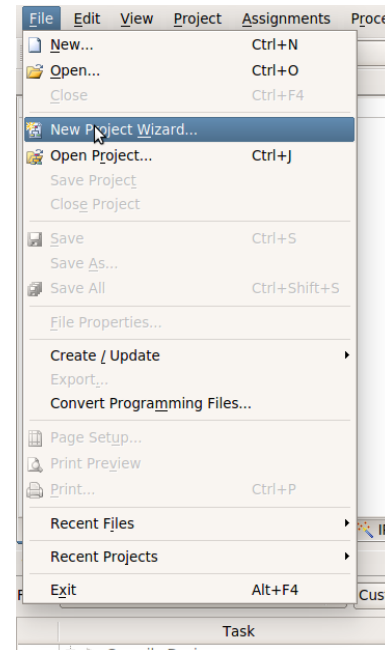 File Edit View Project Assignments Proce
New... Ctrl+N
Open... Ctrl+O
Close Ctrl+F4
New Project Wizard...
Open Project... Ctrl+J
Save Project
Close Project
Save Ctrl+S
Save As...
Save All Ctrl+Shift+S
File Properties...
Create / Update
Export...
Convert Programming Files...
Page Setup...
Print Preview
Print... Ctrl+P
Recent Files
IP
Recent Projects
Exit Alt+F4
F Cus
Task